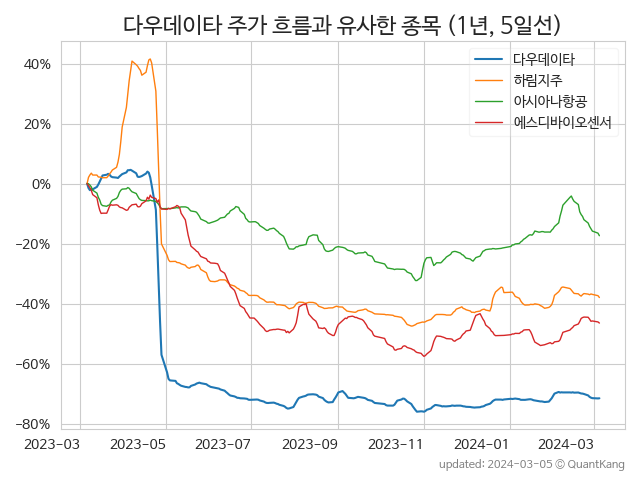 다우데이타 주가 흐름과 유사한 종목 (1년, 5일선)
다우데이타
하림지주
아시아나항공
에스디바이오센서
40%
20%
0%
−20%
−40%
−60%
−80%
2023-03 2023-05 2023-07 2023-09 2023-11 2024-01 2024-03
updated: 2024-03-05 © QuantKang